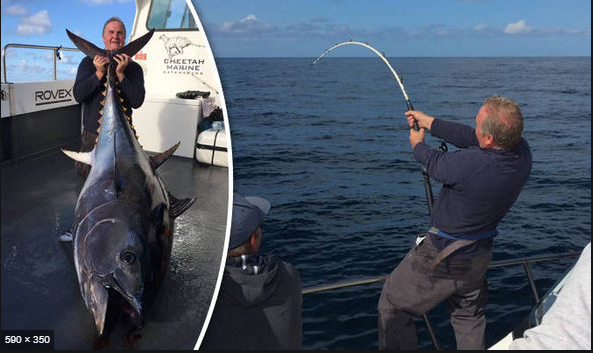 CHEETAH
MARINE
CATAMARANS
ROVEX
590 × 350